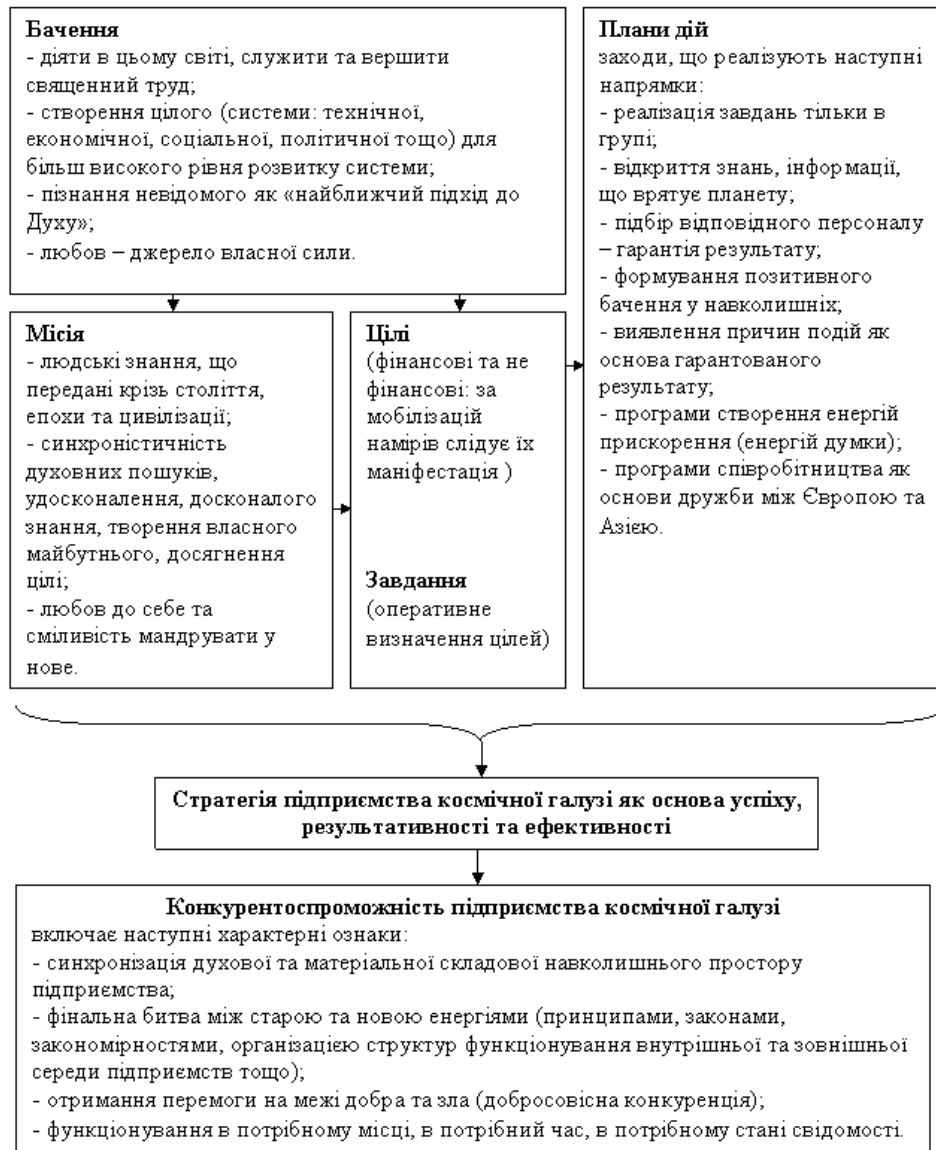 Бачення
- діяти в цьому світі, служити та вершити
священний труд;
- створення цілого (системи: технічної,
економічної, соціальної, політичної тощо) для
більш високого рівня розвитку системи;
- пізнання невідомого як «найближчий підхід до
Духу»;
- любов – джерело власної сили.
Місія
- людські знання, що
передані крізь століття,
епохи та цивілізації;
- синхроністичність
духовних пошуків,
удосконалення, досконалого
знання, творення власного
майбутнього, досягнення
цілі;
- любов до себе та
сміливість мандрувати у
нове.
Цілі
(фінансові та не
фінансові: за
мобілізацій
намірів слідує їх
маніфестація )
Завдання
(оперативне
визначення цілей)
Плани дій
заходи, що реалізують наступні
напрямки:
- реалізація завдань тільки в
групі;
- відкриття знань, інформації,
що врятує планету;
- підбір відповідного персоналу
– гарантія результату;
- формування позитивного
бачення у навколишніх;
- виявлення причин подій як
основа гарантованого
результату;
- програми створення енергій
прискорення (енергій думки);
- програми співробітництва як
основи дружби між Європою та
Азією.
Стратегія підприємства космічної галузі як основа успіху,
результативності та ефективності
Конкурентоспроможність підприємства космічної галузі
включає наступні характерні ознаки:
- синхронізація духової та матеріальної складової навколишнього простору
підприємства;
- фінальна битва між старою та новою енергіями (принципами, законами,
закономірностями, організацією структур функціонування внутрішньої та зовнішньої
середи підприємств тощо);
- отримання перемоги на межі добра та зла (добросовісна конкуренція);
- функціонування в потрібному місці, в потрібний час, в потрібному стані свідомості.